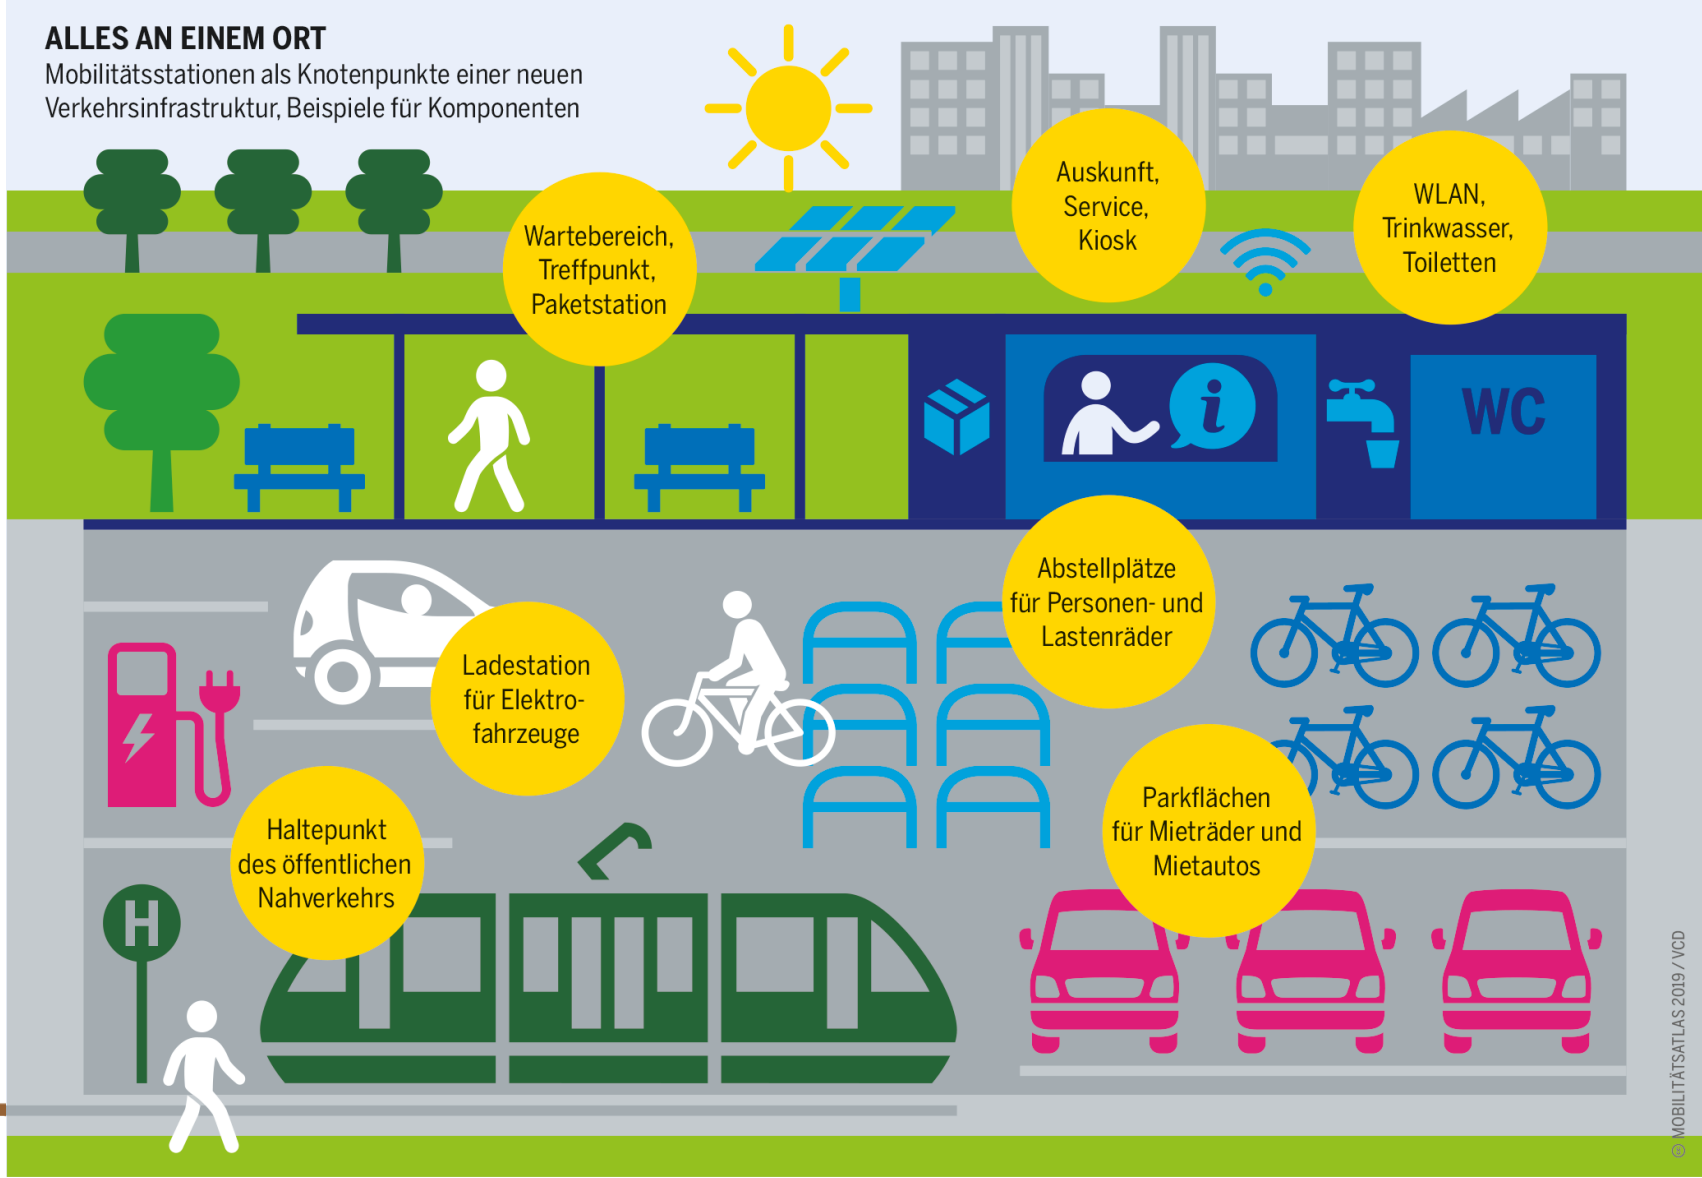 ALLES AN EINEM ORT
Mobilitätsstationen als Knotenpunkte einer neuen
Verkehrsinfrastruktur, Beispiele für Komponenten
Auskunft,
Service,
Kiosk
WLAN,
Trinkwasser,
Toiletten
Wartebereich,
Treffpunkt,
Paketstation
i
WC
Abstellplätze
für Personen- und
Lastenräder
Ladestation
für Elektro-
fahrzeuge
Parkflächen
für Mieträder und
Mietautos
Haltepunkt
des öffentlichen
Nahverkehrs
H
🅭 MOBILITÄTSATLAS 2019 / VCD